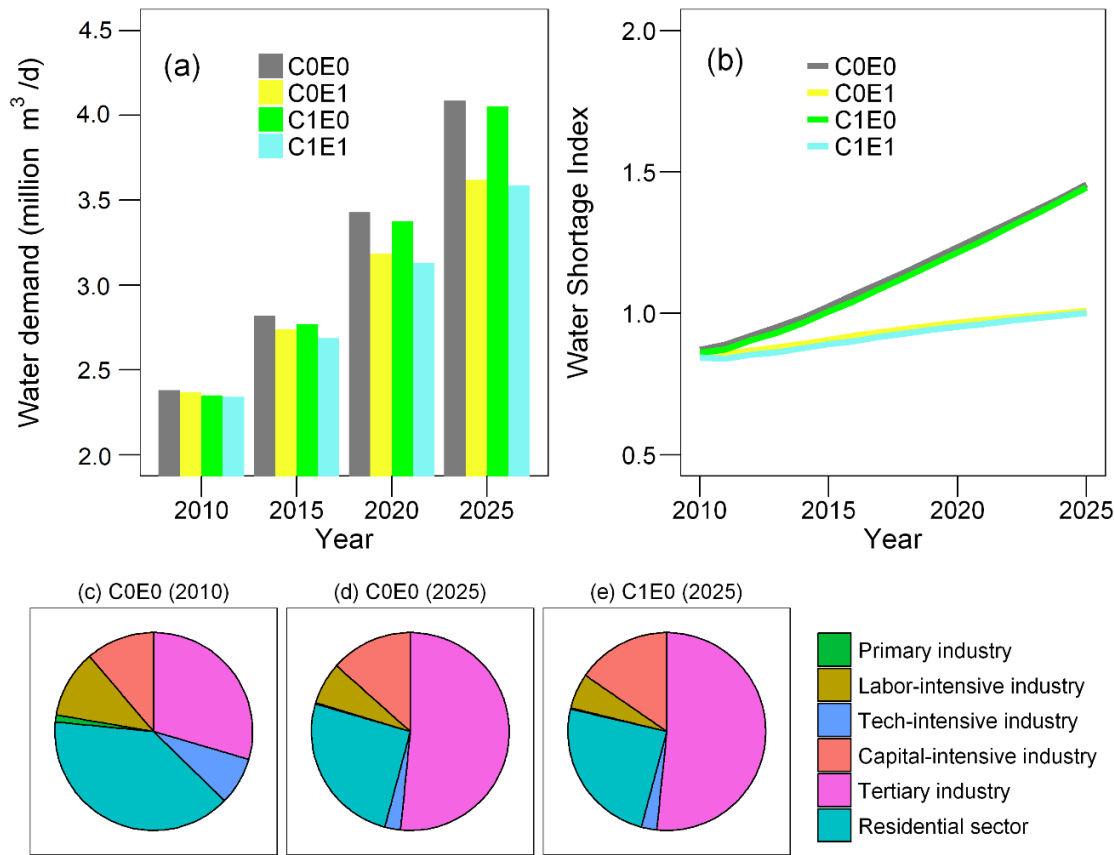 (a)
C0E0
C0E1
C1E0
C1E1
4.5
4.0
3.5
3.0
2.5
2.0
Water demand (million m³ /d)
2010 2015 2020 2025
Year
(b)
C0E0
C0E1
C1E0
C1E1
2.0
1.5
1.0
0.5
Water Shortage Index
2010 2015 2020 2025
Year
(c) C0E0 (2010)
(d) C0E0 (2025)
(e) C1E0 (2025)
Primary industry
Labor-intensive industry
Tech-intensive industry
Capital-intensive industry
Tertiary industry
Residential sector